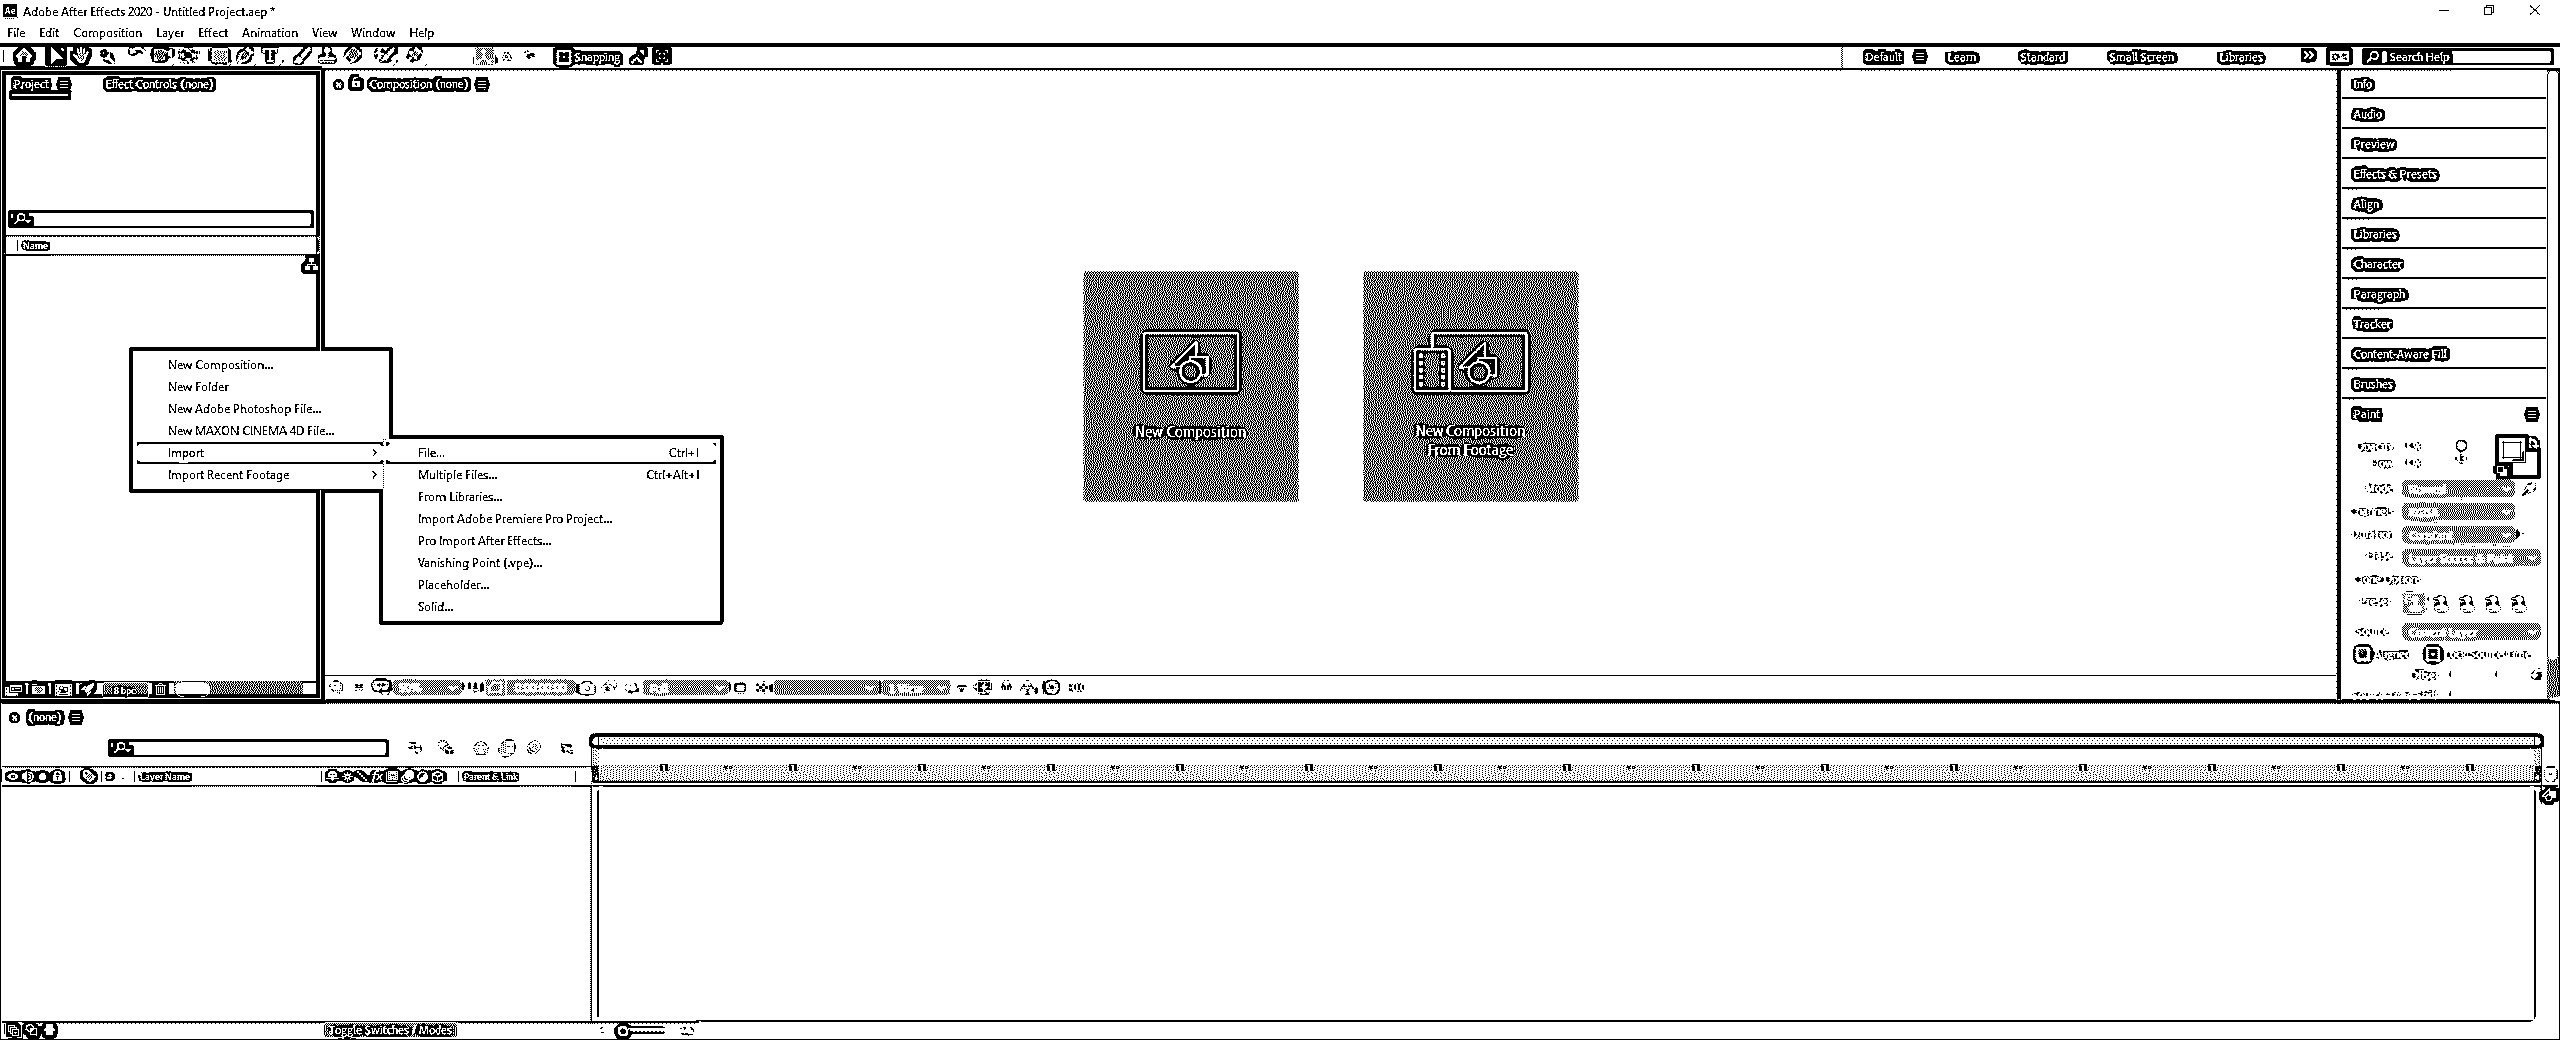 Adobe After Effects 2020 - Untitled Project.aep *
File Edit Composition Layer Effect Animation View Window Help
Snapping
Default Learn Standard Small Screen Libraries Search Help
Project Effect Controls (none) Composition (none)
Name
New Composition...
New Folder
New Adobe Photoshop File...
New MAXON CINEMA 4D File...
Import
Import Recent Footage
File... Ctrl+I
Multiple Files... Ctrl+Alt+I
From Libraries...
Import Adobe Premiere Pro Project...
Pro Import After Effects...
Vanishing Point (.vpe)...
Placeholder...
Solid...
New Composition
New Composition
From Footage
Info
Audio
Preview
Effects & Presets
Align
Libraries
Character
Paragraph
Tracker
Content-Aware Fill
Brushes
Paint
Mode
Source
Aligned
8 bpc
(none)
Layer Name Parent & Link
Toggle Switches / Modes